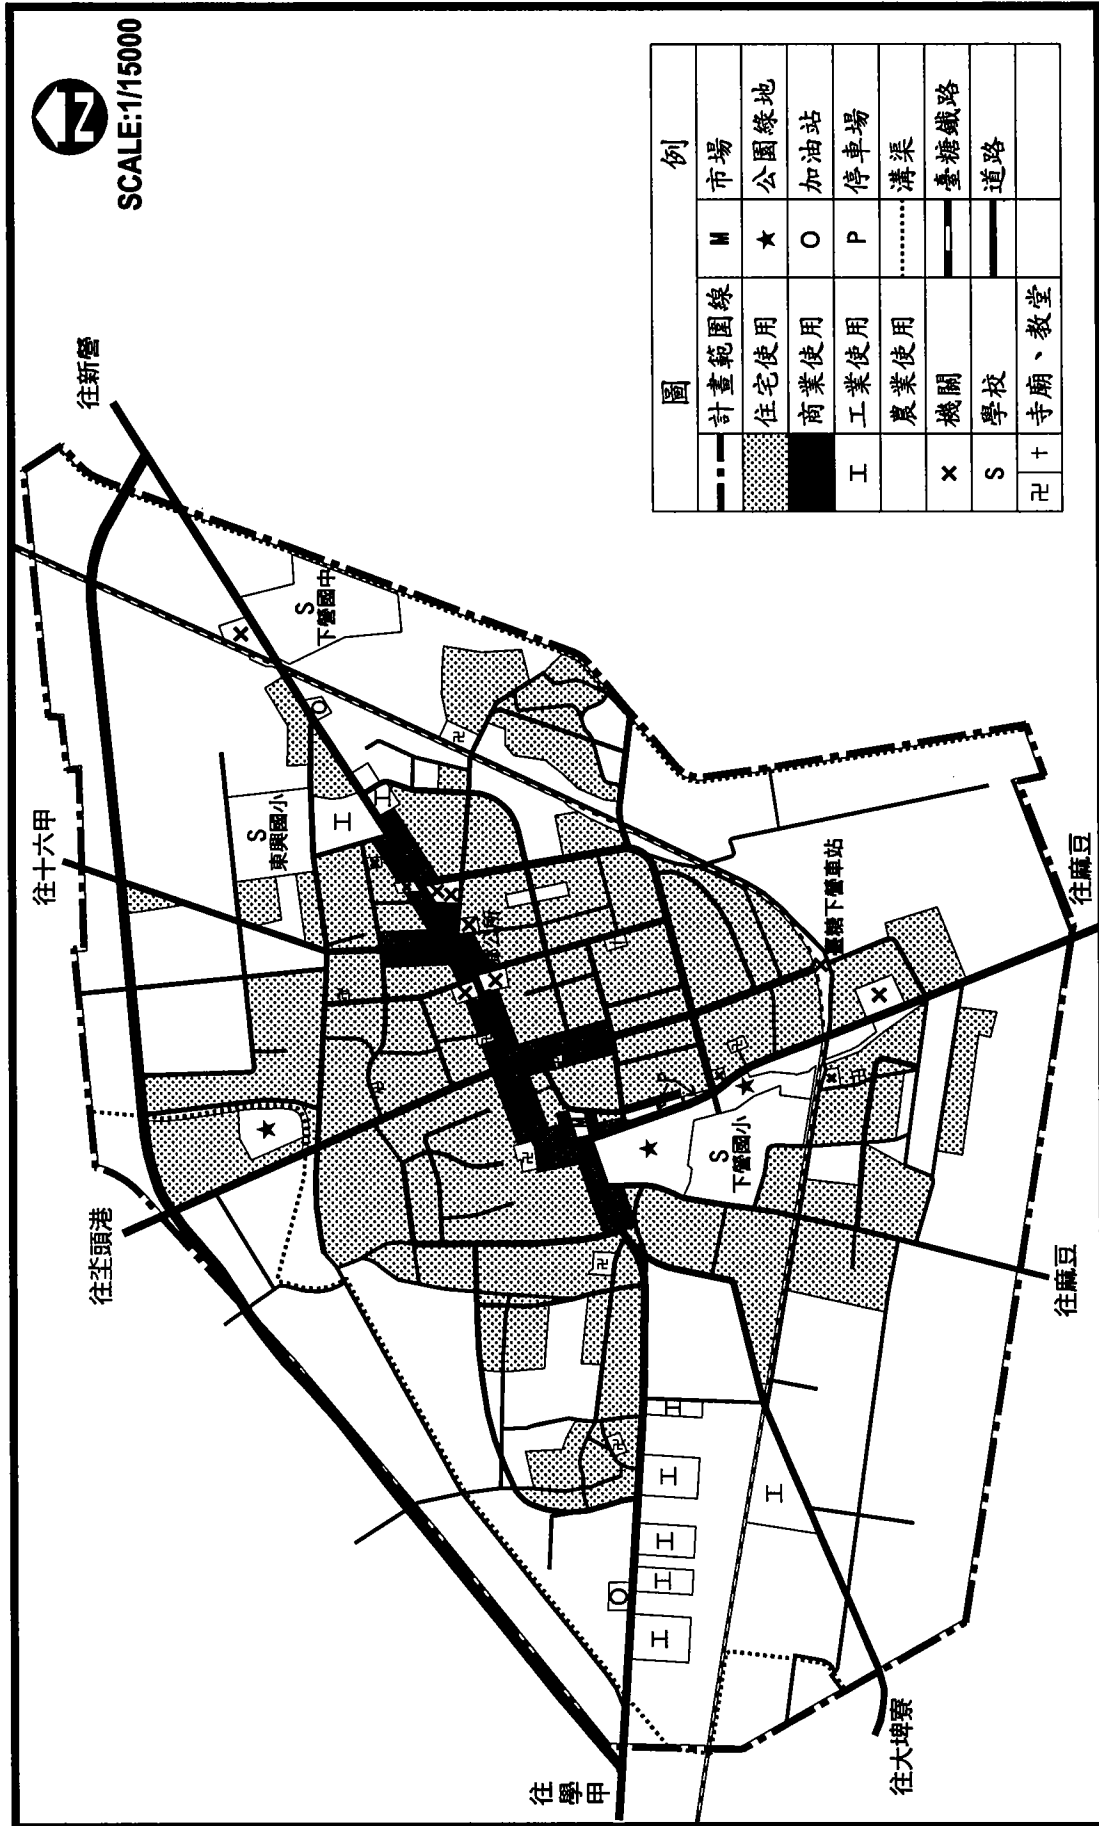 N
SCALE:1/15000
往新營
往十六甲
往坔頭港
往學甲
往大埤寮
往麻豆
往麻豆
S
下營國中
S
東興國小
S
下營國小
臺糖下營車站
圖 例
計畫範圍線 M 市場
住宅使用 ★ 公園綠地
商業使用 O 加油站
工 工業使用 P 停車場
農業使用 溝渠
× 機關 臺糖鐵路
S 學校 道路
卍 十 寺廟、教堂